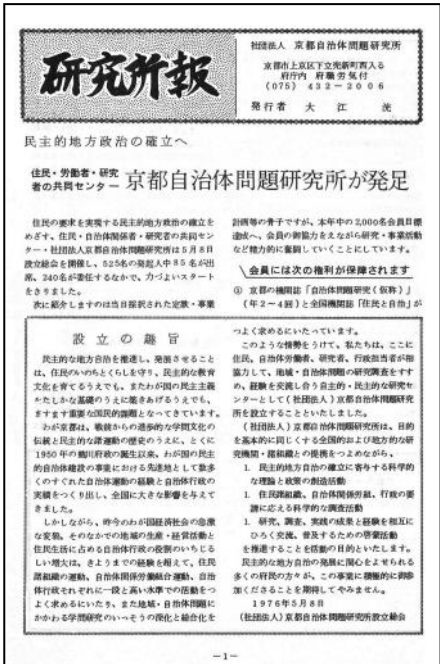 研究所報
社団法人 京都自治体問題研究所
京都市上京区下立売新町西入る
府庁内 府職労気付
(075) 432-2006
発行者 大江 洸
民主的地方政治の確立へ
住民・労働者・研究
者の共同センター 京都自治体問題研究所が発足
住民の要求を実現する民主的地方政治の確立を
めざす、住民・自治体関係者・研究者の共同セン
ター・社団法人京都自治体問題研究所は5月8日
設立総会を開催し、525名の発起人中85名が出
席、240名が委任するなかで、力づよいスタート
をきりました。
次に紹介しますのは当日採択された定款・事業
計画等の骨子ですが、本年中の2,000名会員目標
達成へ、会員の御協力をえながら研究・事業活動
など精力的に奮闘していくことにしています。
会員には次の権利が保障されます
① 京都の機関誌「自治体問題研究(仮称)」
(年2〜4回)と全国機関誌「住民と自治」が
設立の趣旨
民主的な地方自治を推進し、発展させること
は、住民のいのちとくらしを守り、民主的な教育
文化を育てるうえでも、またわが国の民主主義
をたしかな基礎のうえに築きあげるうえでも、
ますます重要な国民的課題となってきています。
わが京都は、戦前からの進歩的な学問文化の
伝統と民主的な諸運動の歴史のうえに、とくに
1950年の蜷川府政の誕生以来、わが国の民主
的自治体建設の事業における先進地として数多
くのすぐれた自治体運動の経験と自治体行政の
実績をつくり出し、全国に大きな影響を与えて
きました。
しかしながら、昨今のわが国経済社会の急激
な変貌、そのなかでの地域の生産・経営活動と
住民生活に占める自治体行政の役割のいちじる
しい増大は、きょうまでの経験を超えて、住民
諸組織の運動、自治体関係労働組合運動、自治
体行政それぞれに一段と高い水準での活動をつ
よく求めるにいたり、また地域・自治体問題に
かかわる学問研究のいっそうの深化と総合化を
つよく求めるにいたっています。
このような情勢をうけて、私たちは、ここに
住民、自治体労働者、研究者、行政担当者が相
協力して、地域・自治体問題の研究をすすす
め、経験を交流し合う自主的・民主的な研究セ
ンターとして(社団法人)京都自治体問題研究
所を設立することといたしました。
(社団法人)京都自治体問題研究所は、目的
を基本的に同じくする全国的および地方的な研
究機関・諸組織との提携をつよめながら、
1. 民主的地方自治の確立に寄与する科学的
な理論と政策の創造活動
1. 住民諸組織、自治体関係労組、行政の要
請に応える科学的な調査活動
1. 研究、調査、実践の成果と経験を相互に
ひろく交流、普及するための啓蒙活動
を推進することを活動の目的といたします。
民主的な地方自治の発展に関心をよせられる
多くの府民の方々が、この事業に積極的に御参
加くださることを期待してやみません。
1976年5月8日
(社団法人)京都自治体問題研究所設立総会
-1-